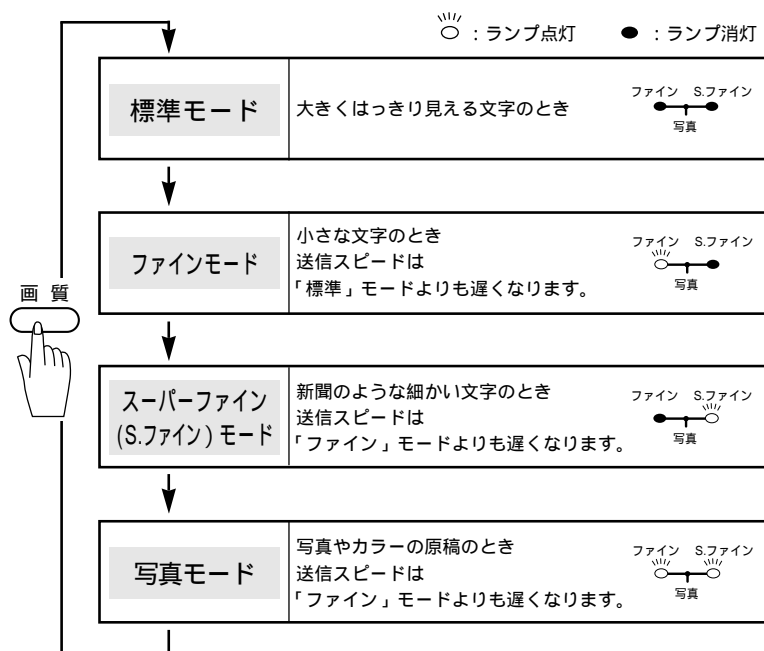 ：ランプ点灯 ：ランプ消灯
標準モード
大きくはっきり見える文字のとき
ファイン S.ファイン
写真
ファインモード
小さな文字のとき
送信スピードは
「標準」モードよりも遅くなります。
ファイン S.ファイン
写真
画 質
スーパーファイン
(S.ファイン) モード
新聞のような細かい文字のとき
送信スピードは
「ファイン」モードよりも遅くなります。
ファイン S.ファイン
写真
写真モード
写真やカラーの原稿のとき
送信スピードは
「ファイン」モードよりも遅くなります。
ファイン S.ファイン
写真